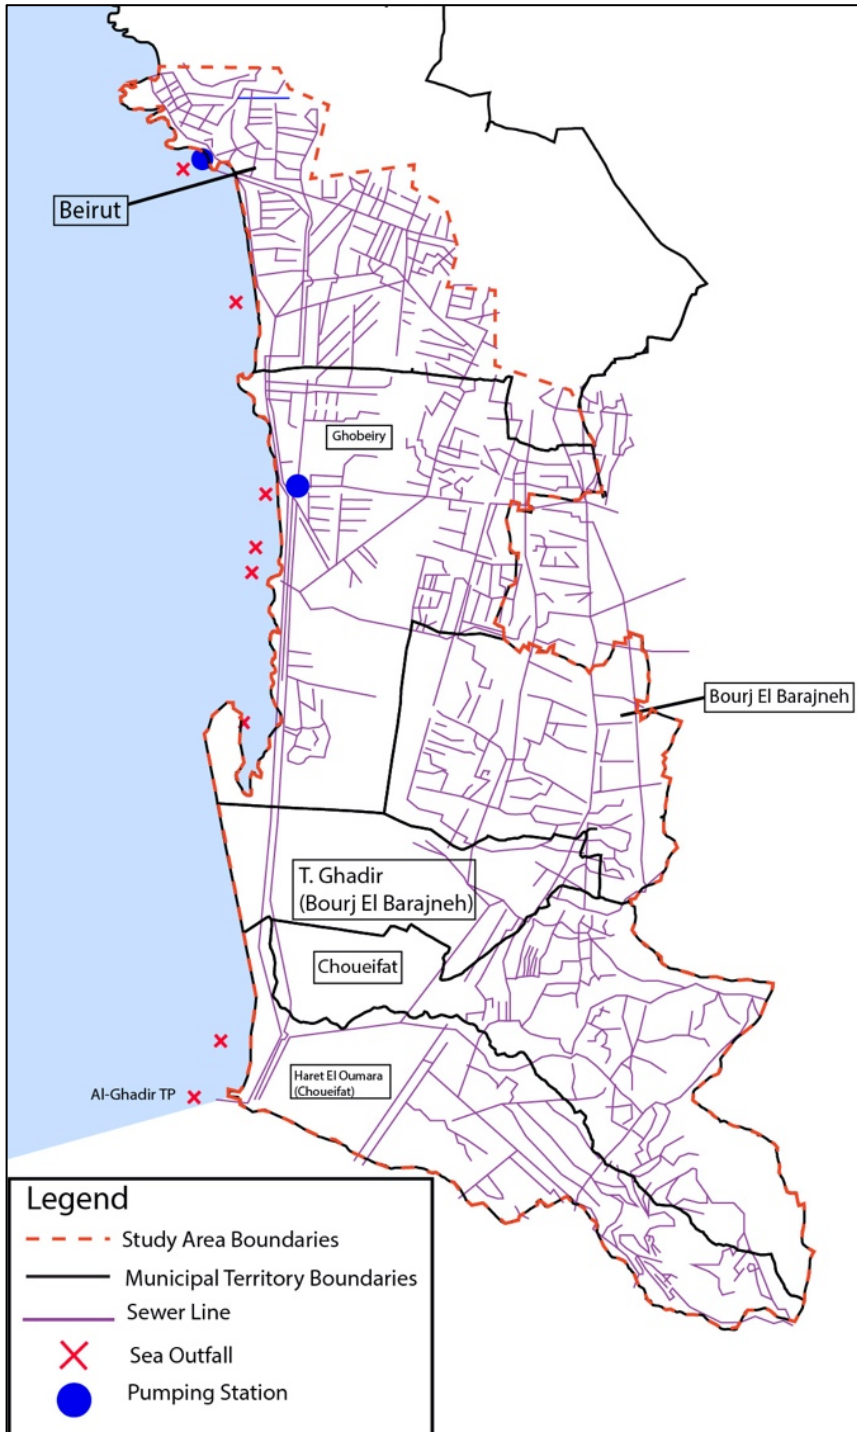 Beirut
Ghobeiry
Bourj El Barajneh
T. Ghadir
(Bourj El Barajneh)
Choueifat
Haret El Oumara
(Choueifat)
Al-Ghadir TP
Legend
Study Area Boundaries
Municipal Territory Boundaries
Sewer Line
Sea Outfall
Pumping Station